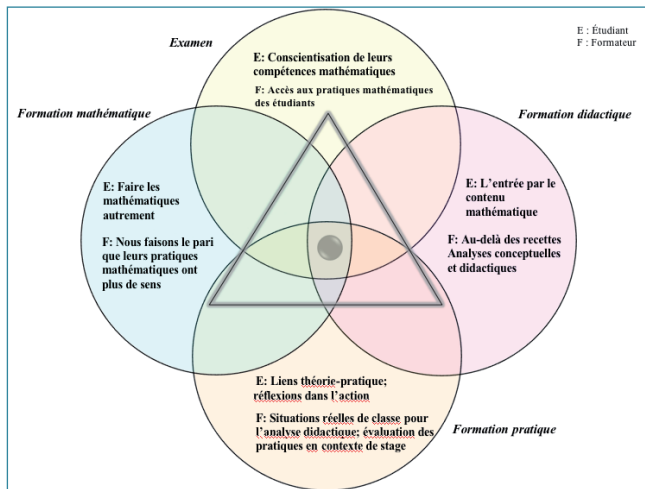 Examen
E : Étudiant
F : Formateur
E: Conscientisation de leurs
compétences mathématiques
F: Accès aux pratiques mathématiques
des étudiants
Formation mathématique
Formation didactique
E: Faire les
mathématiques
autrement
F: Nous faisons le pari
que leurs pratiques
mathématiques ont
plus de sens
E: L'entrée par le
contenu
mathématique
F: Au-delà des recettes
Analyses conceptuelles
et didactiques
E: Liens théorie-pratique;
réflexions dans l'action
F: Situations réelles de classe pour
l'analyse didactique; évaluation des
pratiques en contexte de stage
Formation pratique